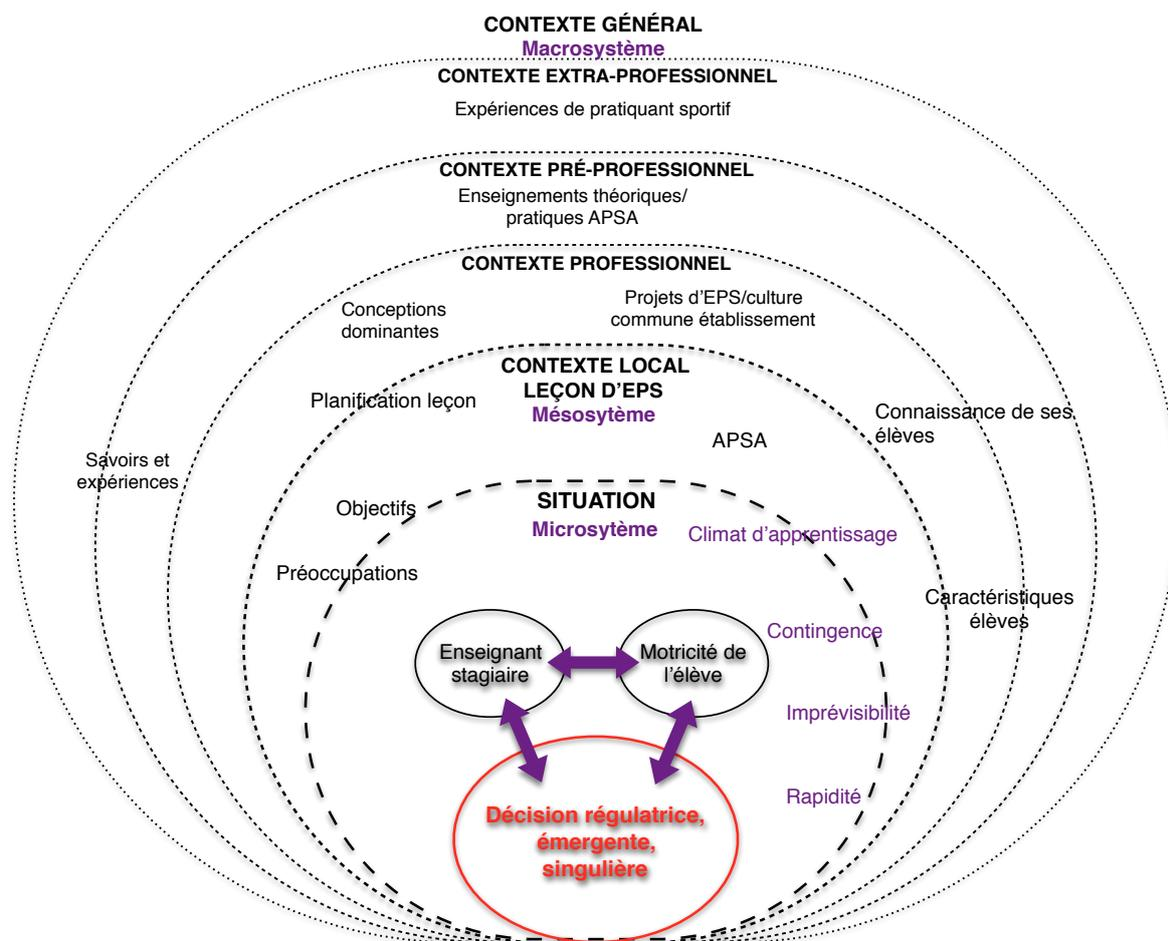 CONTEXTE GÉNÉRAL
Macrosystème
CONTEXTE EXTRA-PROFESSIONNEL
Expériences de pratiquant sportif
CONTEXTE PRÉ-PROFESSIONNEL
Enseignements théoriques/
pratiques APSA
CONTEXTE PROFESSIONNEL
Conceptions
dominantes
Projets d'EPS/culture
commune établissement
CONTEXTE LOCAL
LEÇON D'EPS
Mésosytème
Planification leçon
APSA
Connaissance de ses
élèves
Savoirs et
expériences
SITUATION
Microsytème
Objectifs
Climat d'apprentissage
Préoccupations
Caractéristiques
élèves
Contingence
Enseignant
stagiaire
Motricité de
l'élève
Imprévisibilité
Rapidité
Décision régulatrice,
émergente,
singulière